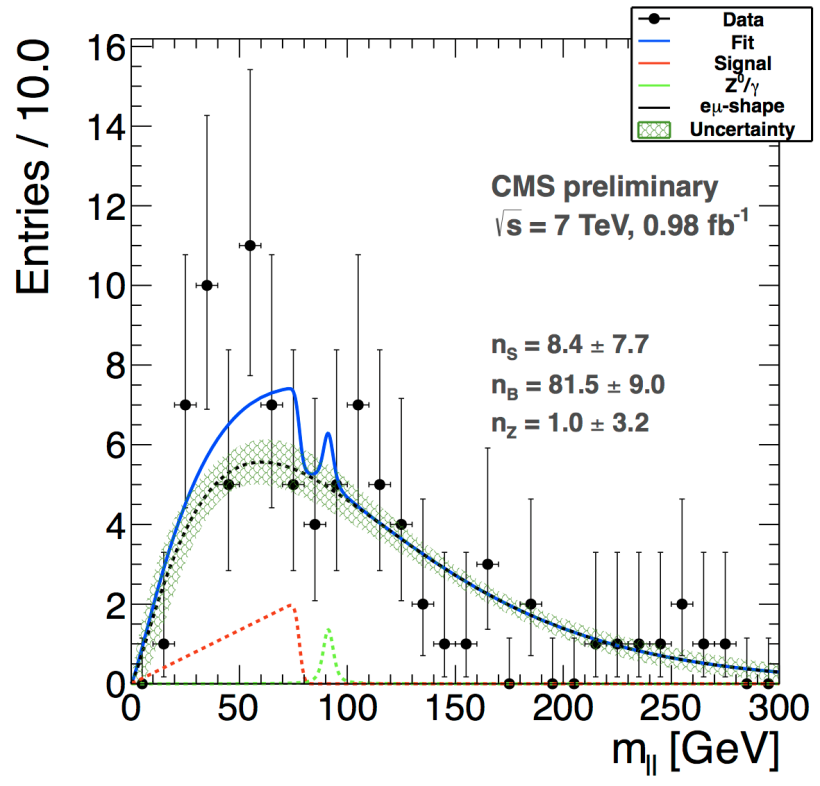 Data
Fit
Signal
Z⁰/γ
eμ-shape
Uncertainty
CMS preliminary
√s = 7 TeV, 0.98 fb⁻¹
n_S = 8.4 ± 7.7
n_B = 81.5 ± 9.0
n_Z = 1.0 ± 3.2
Entries / 10.0
16
14
12
10
8
6
4
2
0
0 50 100 150 200 250 300
m_ll [GeV]